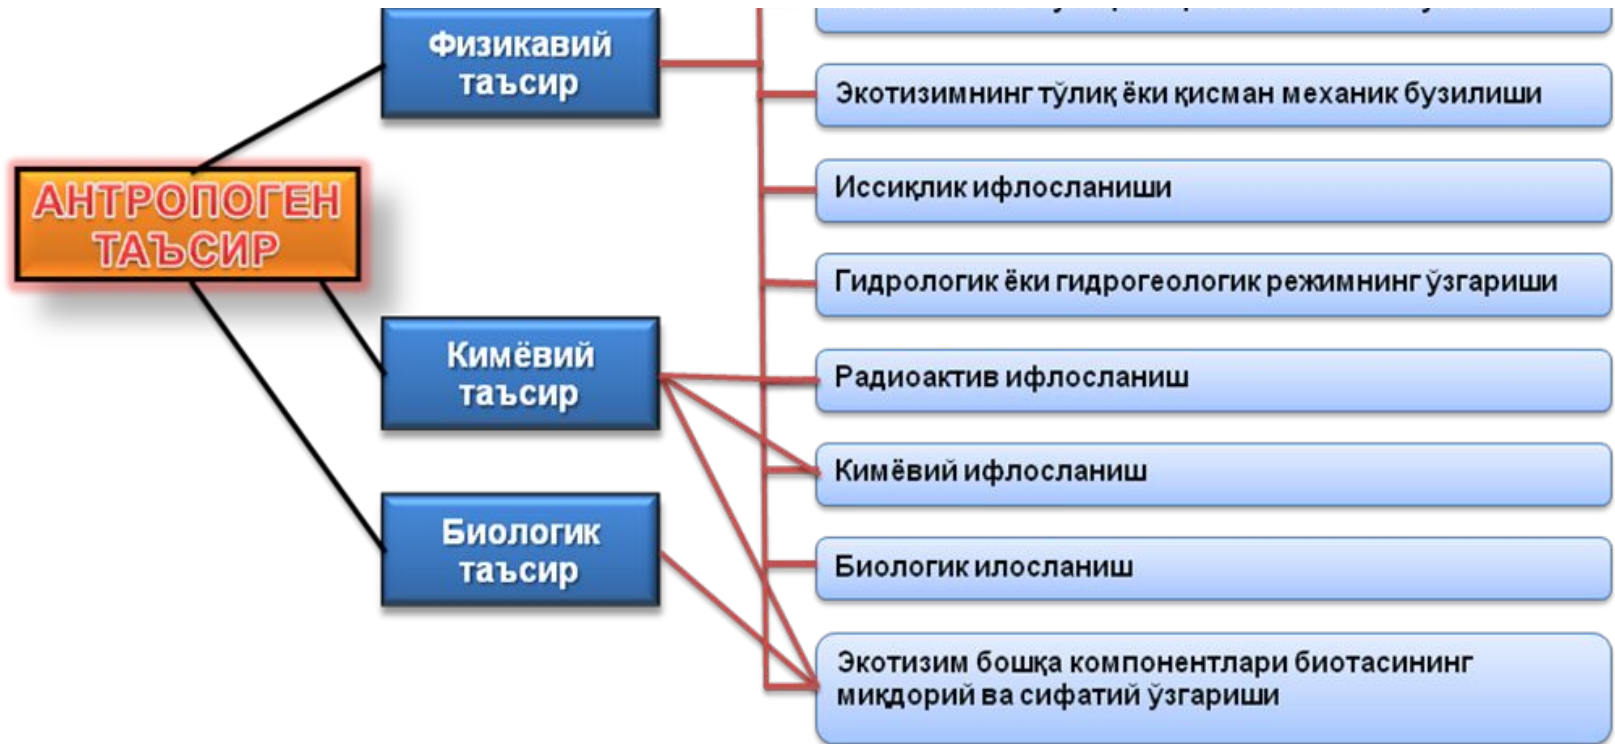 Физикавий
таъсир
Экотизимнинг тўлиқ ёки қисман механик бузилиши
Иссиқлик ифлосланиши
АНТРОПОГЕН
ТАЪСИР
Гидрологик ёки гидрогеологик режимнинг ўзгариши
Кимёвий
таъсир
Радиоактив ифлосланиш
Кимёвий ифлосланиш
Биологик
таъсир
Биологик илосланиш
Экотизим бошқа компонентлари биотасининг
миқдорий ва сифатий ўзгариши